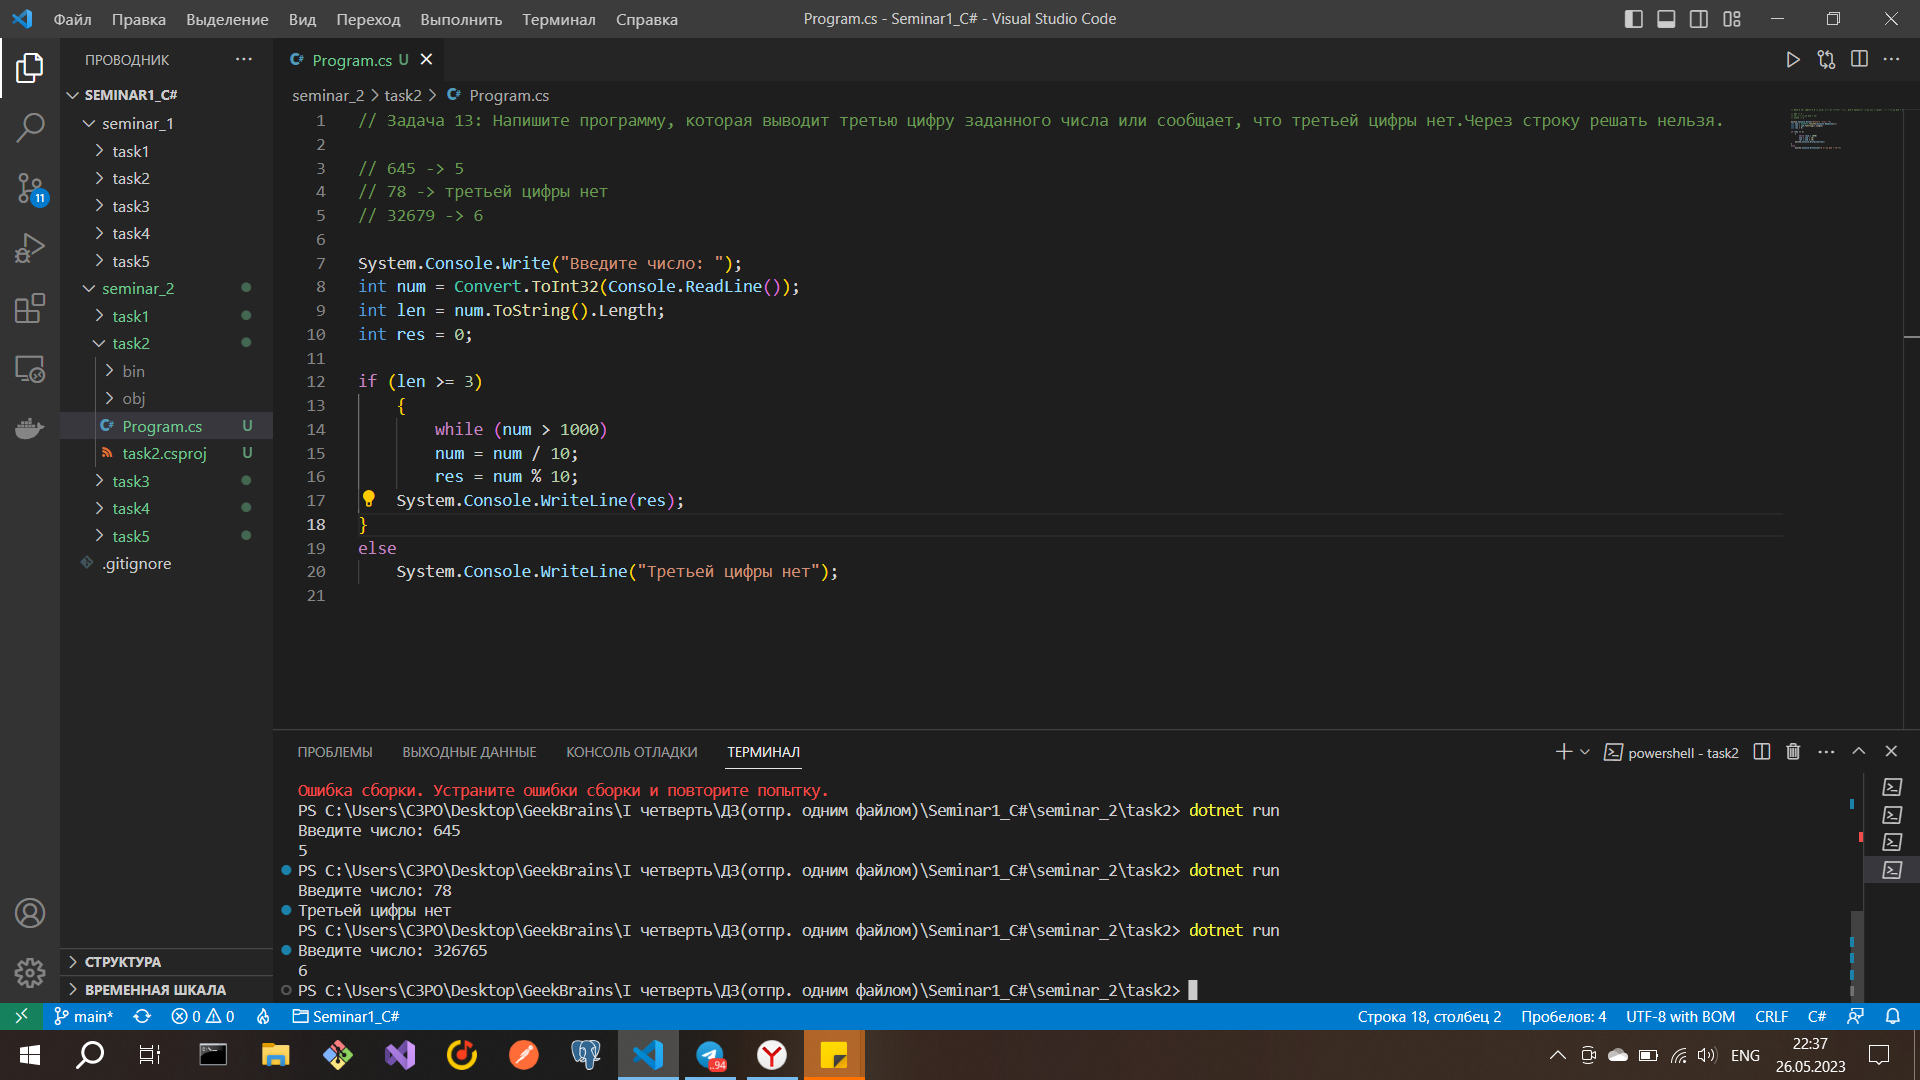 Файл Правка Выделение Вид Переход Выполнить Терминал Справка
Program.cs - Seminar1_C# - Visual Studio Code
ПРОВОДНИК
SEMINAR1_C#
seminar_1
task1
task2
task3
task4
task5
seminar_2
task1
task2
bin
obj
Program.cs U
task2.csproj U
task3
task4
task5
.gitignore
СТРУКТУРА
ВРЕМЕННАЯ ШКАЛА
11
Program.cs U
seminar_2 > task2 > Program.cs
1 // Задача 13: Напишите программу, которая выводит третью цифру заданного числа или сообщает, что третьей цифры нет.Через строку решать нельзя.
2
3 // 645 -> 5
4 // 78 -> третьей цифры нет
5 // 32679 -> 6
6
7 System.Console.Write("Введите число: ");
8 int num = Convert.ToInt32(Console.ReadLine());
9 int len = num.ToString().Length;
10 int res = 0;
11
12 if (len >= 3)
13 {
14 while (num > 1000)
15 num = num / 10;
16 res = num % 10;
17 System.Console.WriteLine(res);
18 }
19 else
20 System.Console.WriteLine("Третьей цифры нет");
21
ПРОБЛЕМЫ ВЫХОДНЫЕ ДАННЫЕ КОНСОЛЬ ОТЛАДКИ ТЕРМИНАЛ
powershell - task2
Ошибка сборки. Устраните ошибки сборки и повторите попытку.
PS C:\Users\C3PO\Desktop\GeekBrains\I четверть\ДЗ(отпр. одним файлом)\Seminar1_C#\seminar_2\task2> dotnet run
Введите число: 645
5
PS C:\Users\C3PO\Desktop\GeekBrains\I четверть\ДЗ(отпр. одним файлом)\Seminar1_C#\seminar_2\task2> dotnet run
Введите число: 78
Третьей цифры нет
PS C:\Users\C3PO\Desktop\GeekBrains\I четверть\ДЗ(отпр. одним файлом)\Seminar1_C#\seminar_2\task2> dotnet run
Введите число: 326765
6
PS C:\Users\C3PO\Desktop\GeekBrains\I четверть\ДЗ(отпр. одним файлом)\Seminar1_C#\seminar_2\task2>
main* 0 0 Seminar1_C#
Строка 18, столбец 2 Пробелов: 4 UTF-8 with BOM CRLF C#
94
ENG
22:37
26.05.2023